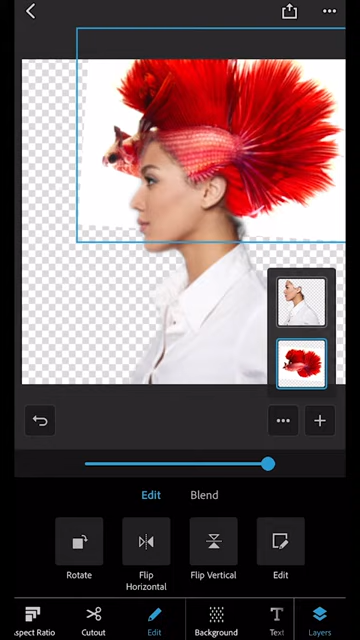 Edit
Blend
Rotate
Flip
Horizontal
Flip Vertical
Edit
spect Ratio
Cutout
Edit
Background
Text
Layers